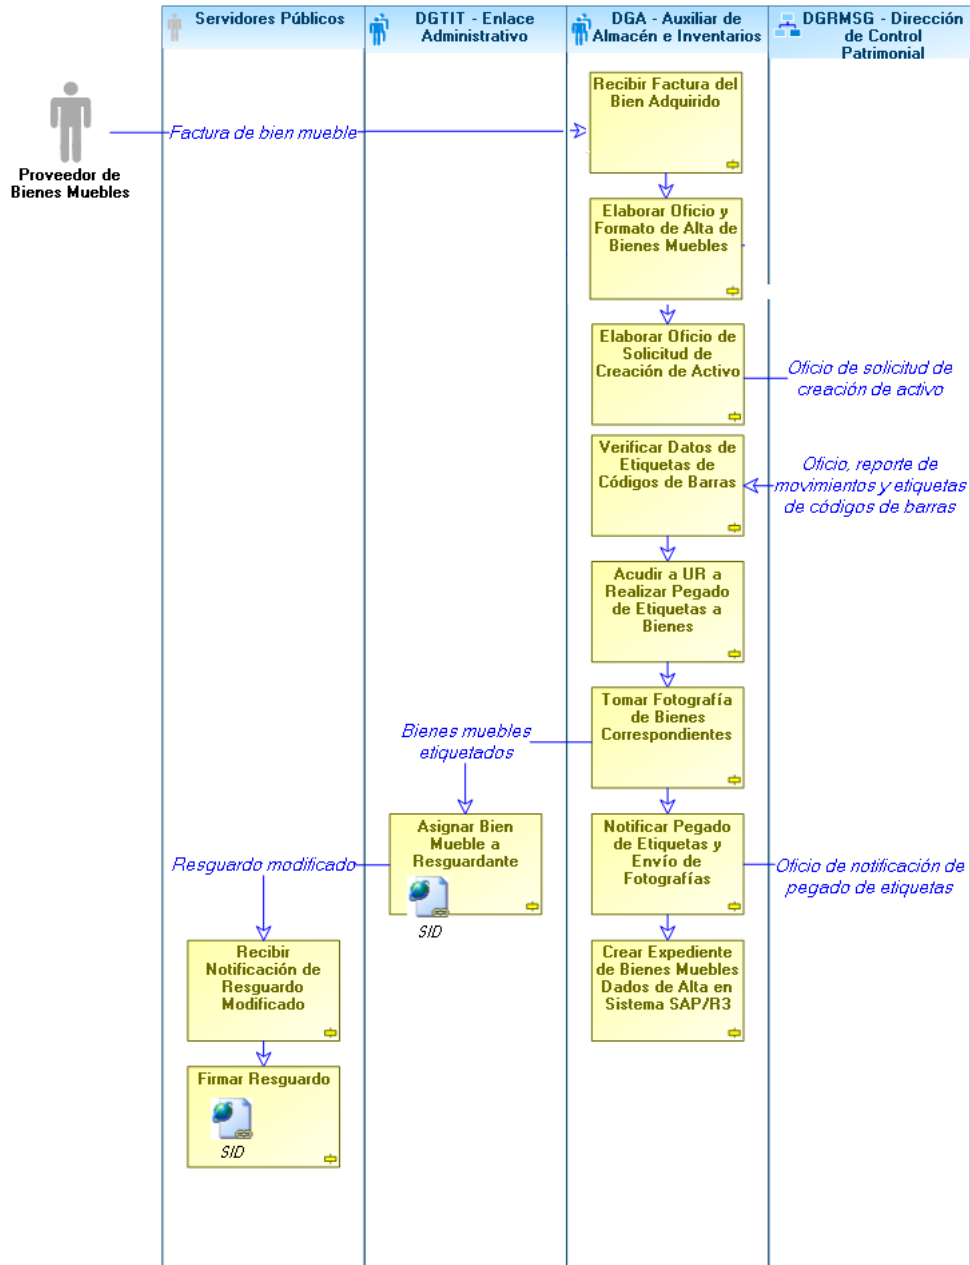 Servidores Públicos
DGTIT - Enlace
Administrativo
DGA - Auxiliar de
Almacén e Inventarios
DGRMSG - Dirección
de Control
Patrimonial
Recibir Factura del
Bien Adquirido
Factura de bien mueble
Proveedor de
Bienes Muebles
Elaborar Oficio y
Formato de Alta de
Bienes Muebles
Elaborar Oficio de
Solicitud de
Creación de Activo
Oficio de solicitud de
creación de activo
Verificar Datos de
Etiquetas de
Códigos de Barras
Oficio, reporte de
movimientos y etiquetas
de códigos de barras
Acudir a UR a
Realizar Pegado
de Etiquetas a
Bienes
Tomar Fotografía
de Bienes
Correspondientes
Bienes muebles
etiquetados
Asignar Bien
Mueble a
Resguardante
SID
Notificar Pegado
de Etiquetas y
Envío de
Fotografías
Oficio de notificación de
pegado de etiquetas
Resguardo modificado
Recibir
Notificación de
Resguardo
Modificado
Crear Expediente
de Bienes Muebles
Dados de Alta en
Sistema SAP/R3
Firmar Resguardo
SID